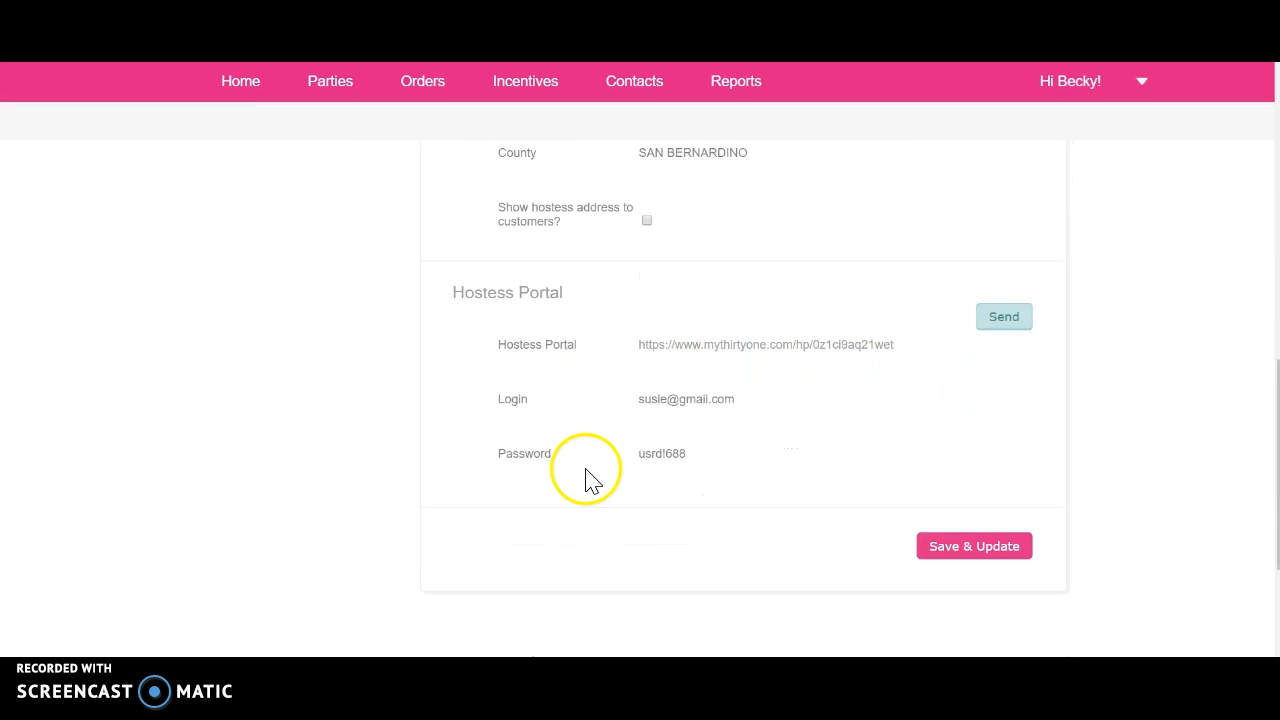 Home Parties Orders Incentives Contacts Reports Hi Becky!
County SAN BERNARDINO
Show hostess address to
customers?
Hostess Portal
Send
Hostess Portal https://www.mythirtyone.com/hp/0z1ci9aq21wet
Login susie@gmail.com
Password usrd!688
Save & Update
RECORDED WITH
SCREENCAST MATIC